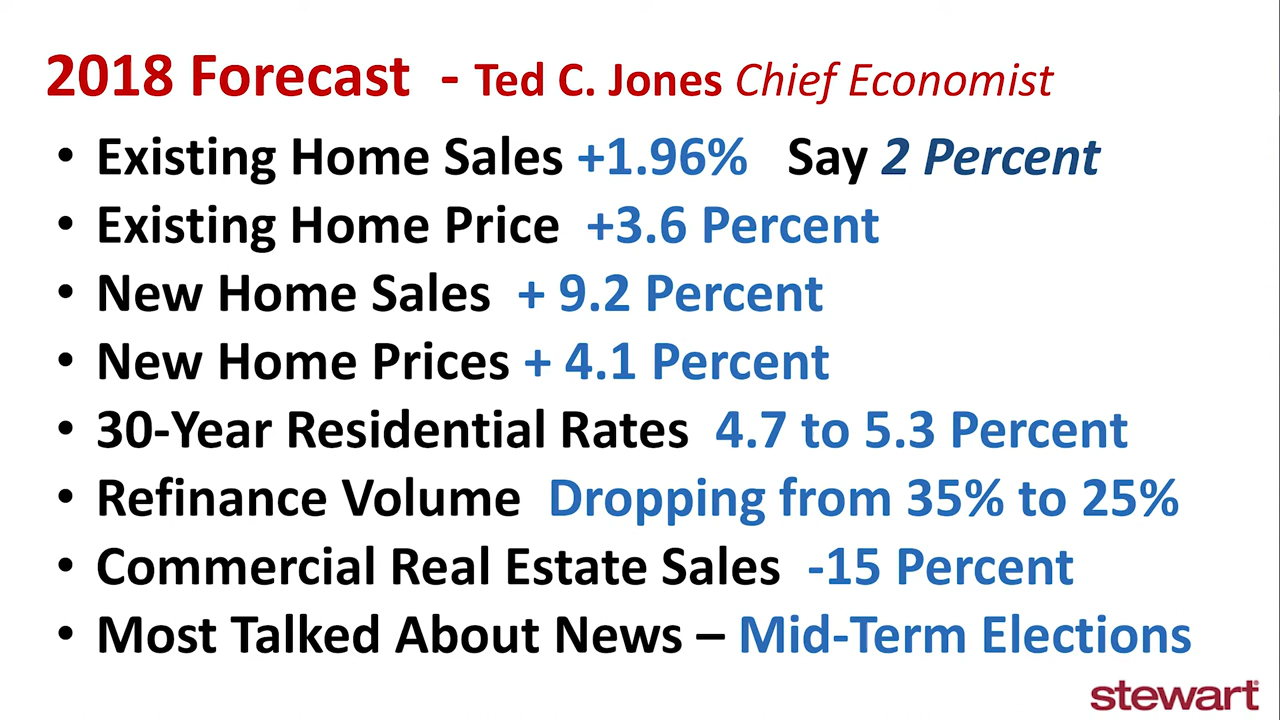 2018 Forecast - Ted C. Jones Chief Economist
• Existing Home Sales +1.96% Say 2 Percent
• Existing Home Price +3.6 Percent
• New Home Sales + 9.2 Percent
• New Home Prices + 4.1 Percent
• 30-Year Residential Rates 4.7 to 5.3 Percent
• Refinance Volume Dropping from 35% to 25%
• Commercial Real Estate Sales -15 Percent
• Most Talked About News – Mid-Term Elections
stewart